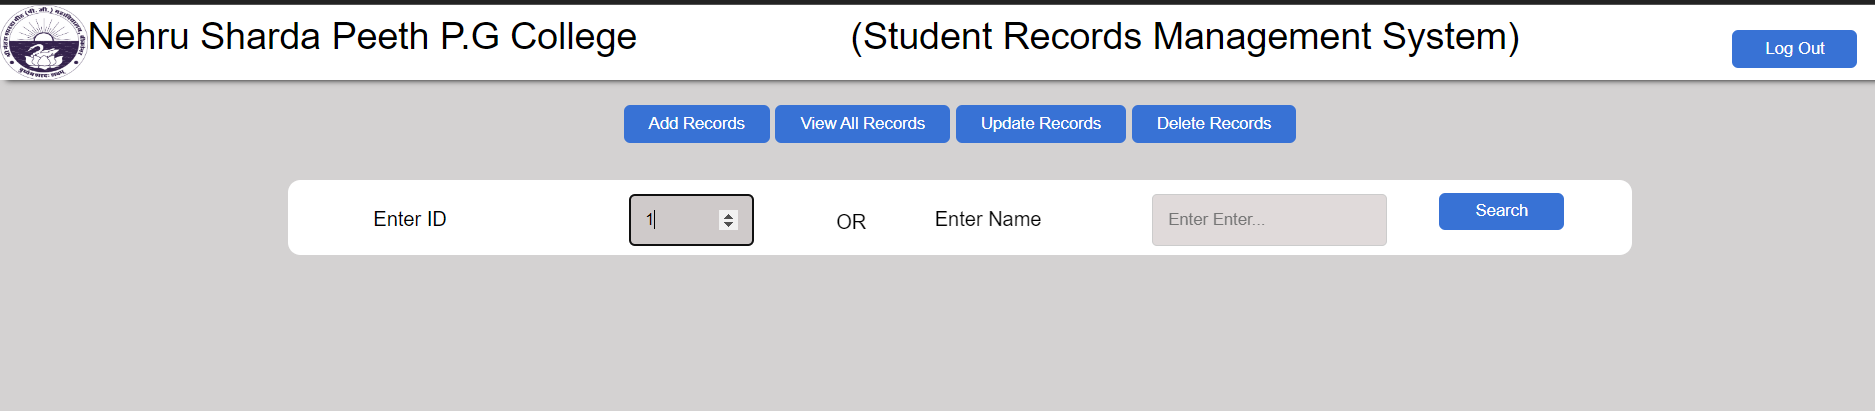 Nehru Sharda Peeth P.G College
(Student Records Management System)
Log Out
Add Records
View All Records
Update Records
Delete Records
Enter ID
1
OR
Enter Name
Enter Enter...
Search